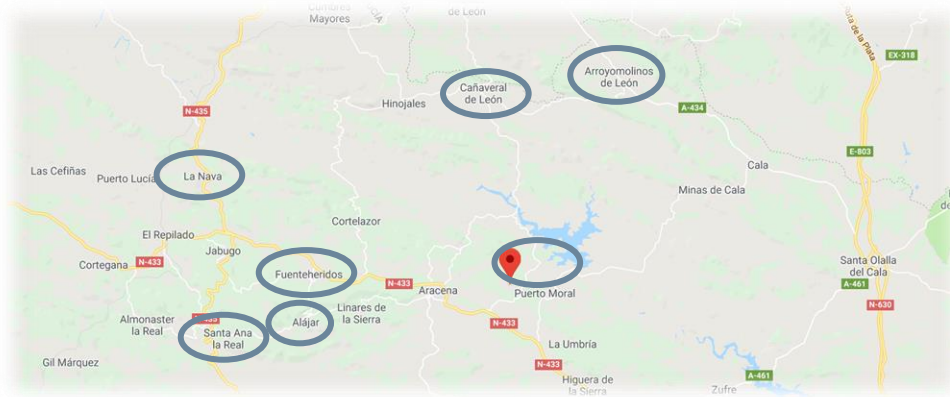 Cumbres
Mayores
de León
Ruta de la Plata
EX-318
Arroyomolinos
de León
Cañaveral
de León
Hinojales
N-435
A-434
E-803
Cala
Las Cefiñas
Puerto Lucía
La Nava
Minas de Cala
Cortelazor
El Repilado
Jabugo
Cortegana
N-433
Fuenteheridos
N-433
Aracena
Puerto Moral
Santa Olalla
del Cala
A-461
N-630
Linares de
la Sierra
Almonaster
la Real
Santa Ana
la Real
Alájar
N-433
La Umbría
Gil Márquez
N-433
Higuera de
la Sierra
A-461
Zufre